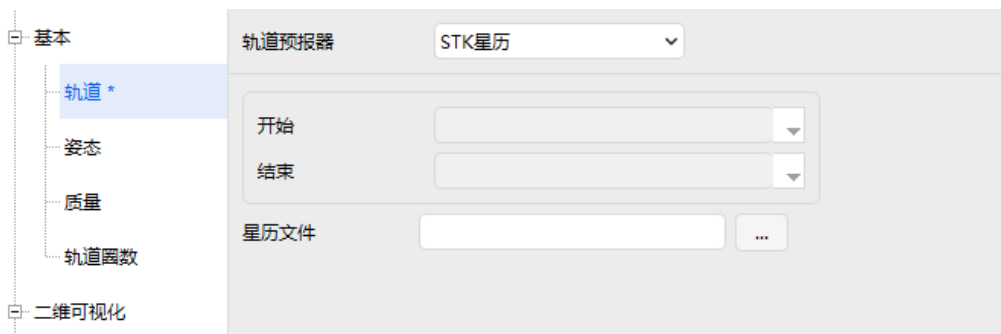 基本
轨道 *
姿态
质量
轨道圈数
二维可视化
轨道预报器
STK星历
开始
结束
星历文件
...